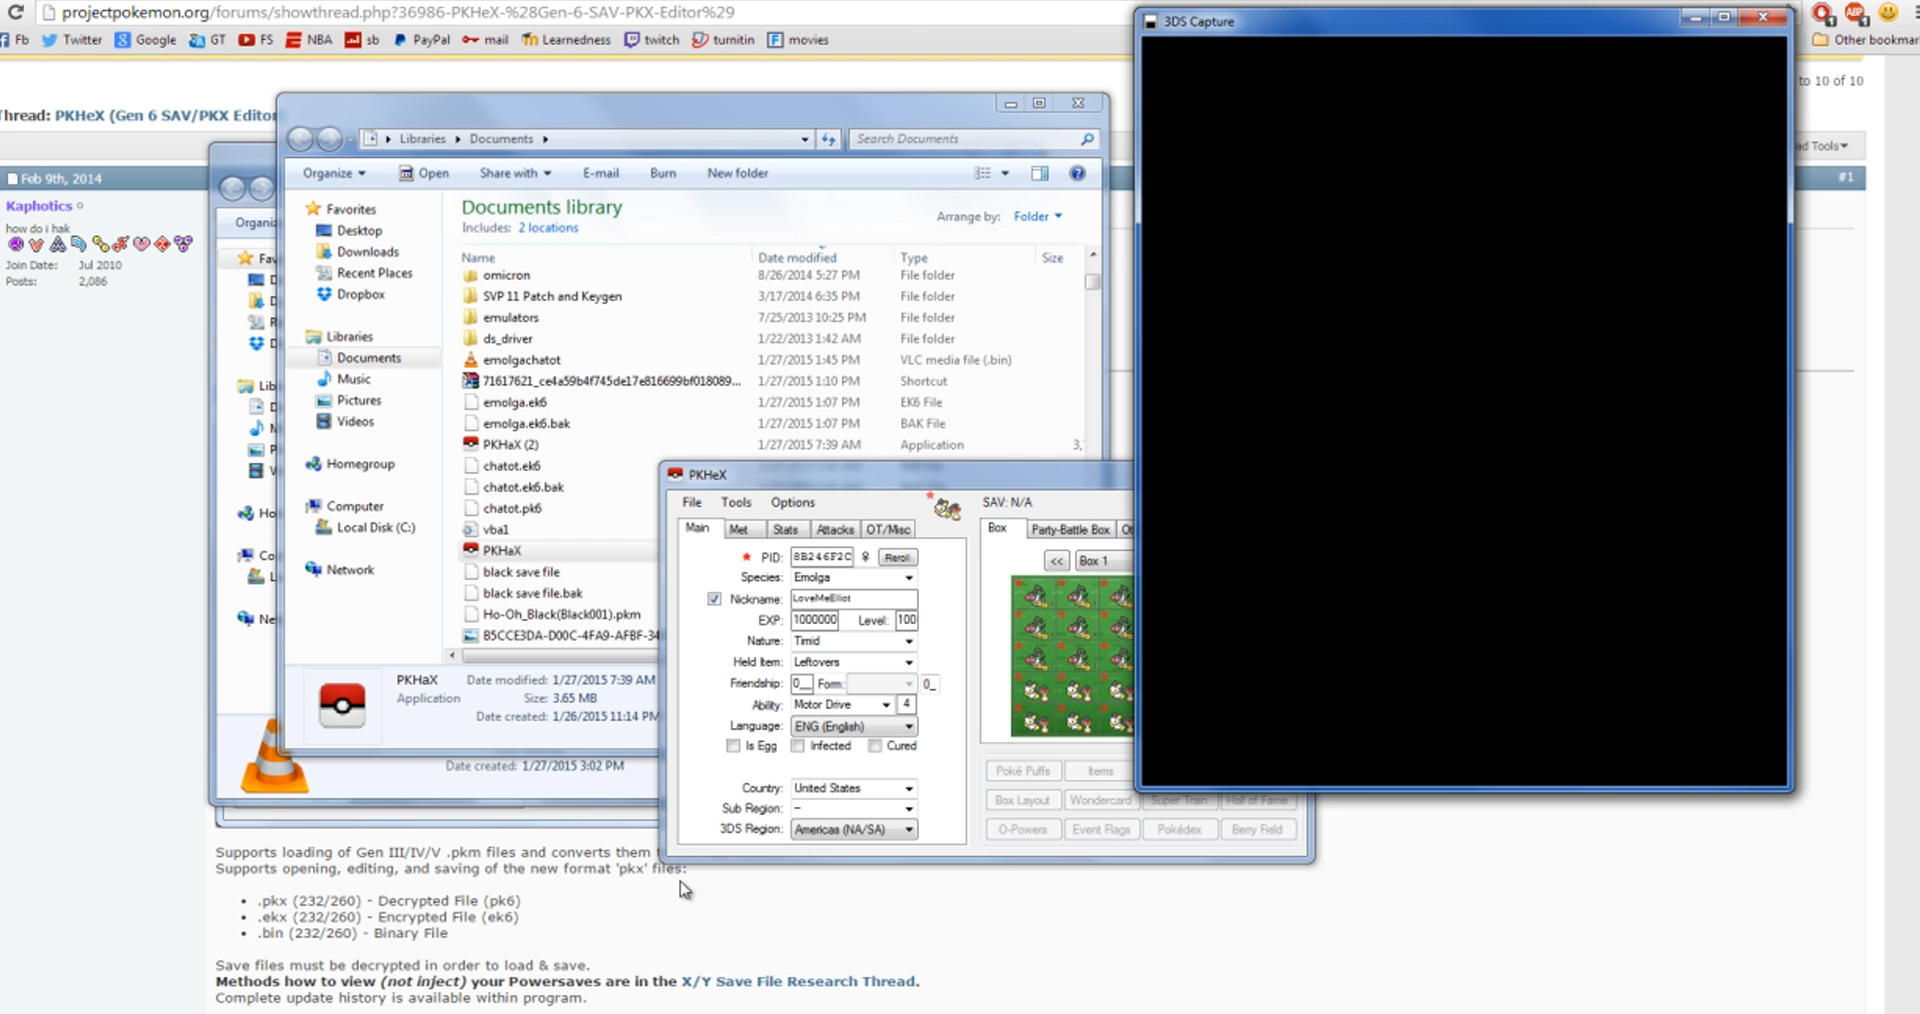 projectpokemon.org/forums/showthread.php?36986-PKHeX-%28Gen-6-SAV-PKX-Editor%29
Fb Twitter Google GT FS NBA sb PayPal mail Learnedness twitch turnitin movies
Other bookmar
3DS Capture
to 10 of 10
Thread: PKHeX (Gen 6 SAV/PKX Editor
ad Tools
Feb 9th, 2014
#1
Kaphotics
how do i hak
Join Date: Jul 2010
Posts: 2,086
Organiz
Fav
Lib
Ho
Co
Ne
Libraries Documents
Search Documents
Organize Open Share with E-mail Burn New folder
Favorites
Desktop
Downloads
Recent Places
Dropbox
Libraries
Documents
Music
Pictures
Videos
Homegroup
Computer
Local Disk (C:)
Network
Documents library
Includes: 2 locations
Arrange by: Folder
Name Date modified Type Size
omicron 8/26/2014 5:27 PM File folder
SVP 11 Patch and Keygen 3/17/2014 6:35 PM File folder
emulators 7/25/2013 10:25 PM File folder
ds_driver 1/22/2013 1:42 AM File folder
emolgachatot 1/27/2015 1:45 PM VLC media file (.bin)
71617621_ce4a59b4f745de17e816699bf018089... 1/27/2015 1:10 PM Shortcut
emolga.ek6 1/27/2015 1:07 PM EK6 File
emolga.ek6.bak 1/27/2015 1:07 PM BAK File
PKHaX (2) 1/27/2015 7:39 AM Application 3,
chatot.ek6
chatot.ek6.bak
chatot.pk6
vba1
PKHaX
black save file
black save file.bak
Ho-Oh_Black(Black001).pkm
B5CCE3DA-D00C-4FA9-AFBF-34
PKHaX Date modified: 1/27/2015 7:39 AM
Application Size: 3.65 MB
Date created: 1/26/2015 11:14 PM
Date created: 1/27/2015 3:02 PM
PKHeX
File Tools Options
SAV: N/A
Main Met Stats Attacks OT/Misc
Box Party-Battle Box Ot
PID: 8B246F2C Reroll
<< Box 1
Species: Emolga
Nickname: LoveMeElliot
EXP: 1000000 Level: 100
Nature: Timid
Held Item: Leftovers
Friendship: 0__ Form: 0_
Ability: Motor Drive 4
Language: ENG (English)
Is Egg Infected Cured
Country: United States
Sub Region: –
3DS Region: Americas (NA/SA)
Poké Puffs Items
Box Layout Wondercard Super Train Hall of Fame
O-Powers Event Flags Pokédex Berry Field
Supports loading of Gen III/IV/V .pkm files and converts them
Supports opening, editing, and saving of the new format 'pkx' files:
• .pkx (232/260) - Decrypted File (pk6)
• .ekx (232/260) - Encrypted File (ek6)
• .bin (232/260) - Binary File
Save files must be decrypted in order to load & save.
Methods how to view (not inject) your Powersaves are in the X/Y Save File Research Thread.
Complete update history is available within program.